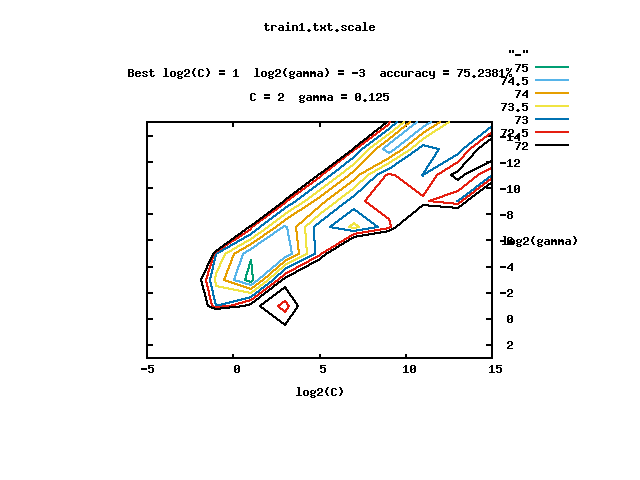 train1.txt.scale
"-"
Best log2(C) = 1  log2(gamma) = -3  accuracy = 75.2381%
75
74.5
C = 2  gamma = 0.125
74
73.5
73
72.5
-14
72
-12
-10
-8
-6
log2(gamma)
-4
-2
0
2
-5 0 5 10 15
log2(C)